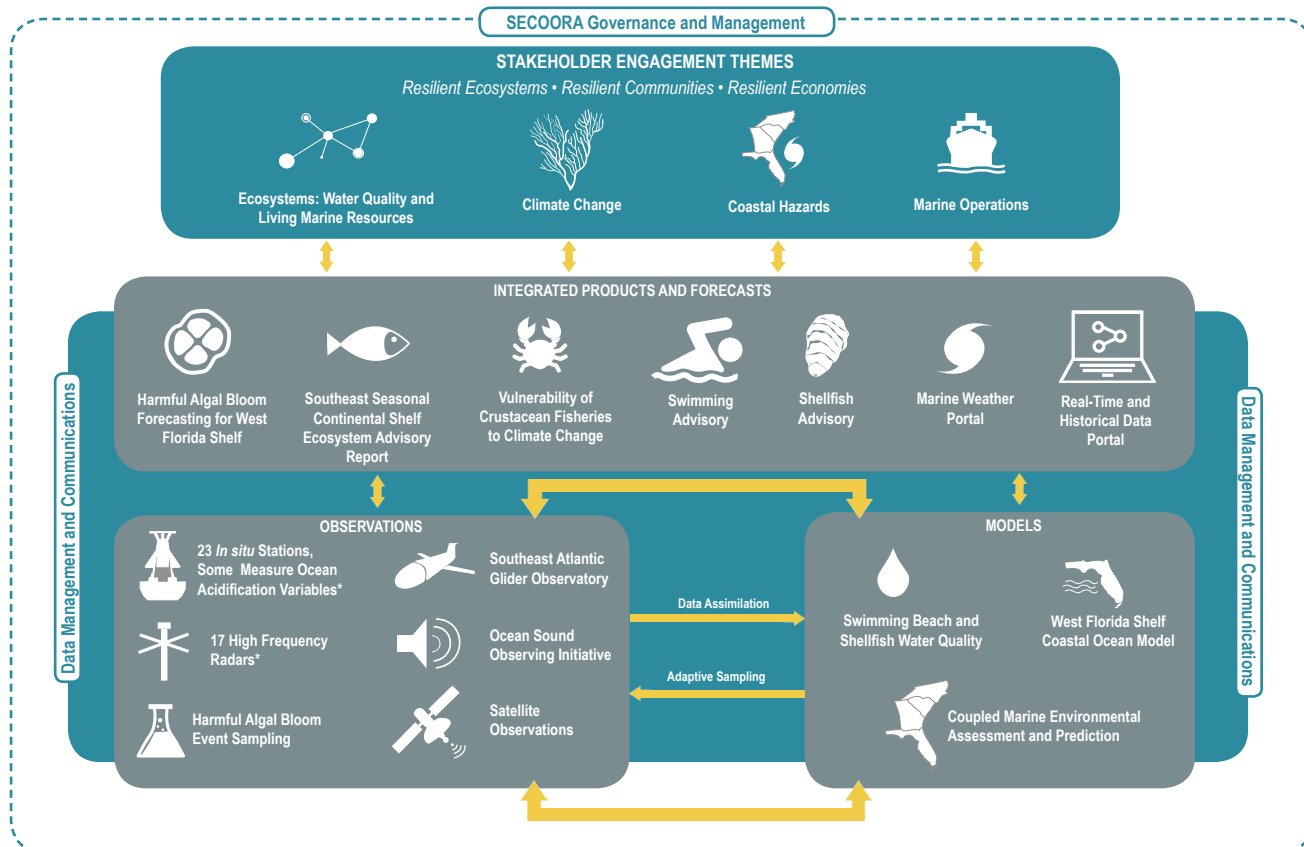 SECOORA Governance and Management
STAKEHOLDER ENGAGEMENT THEMES
Resilient Ecosystems • Resilient Communities • Resilient Economies
Ecosystems: Water Quality and
Living Marine Resources
Climate Change
Coastal Hazards
Marine Operations
INTEGRATED PRODUCTS AND FORECASTS
Harmful Algal Bloom
Forecasting for West
Florida Shelf
Southeast Seasonal
Continental Shelf
Ecosystem Advisory
Report
Vulnerability of
Crustacean Fisheries
to Climate Change
Swimming
Advisory
Shellfish
Advisory
Marine Weather
Portal
Real-Time and
Historical Data
Portal
Data Management and Communications
Data Management and Communications
OBSERVATIONS
23 In situ Stations,
Some Measure Ocean
Acidification Variables*
17 High Frequency
Radars*
Harmful Algal Bloom
Event Sampling
Southeast Atlantic
Glider Observatory
Ocean Sound
Observing Initiative
Satellite
Observations
Data Assimilation
Adaptive Sampling
MODELS
Swimming Beach and
Shellfish Water Quality
West Florida Shelf
Coastal Ocean Model
Coupled Marine Environmental
Assessment and Prediction